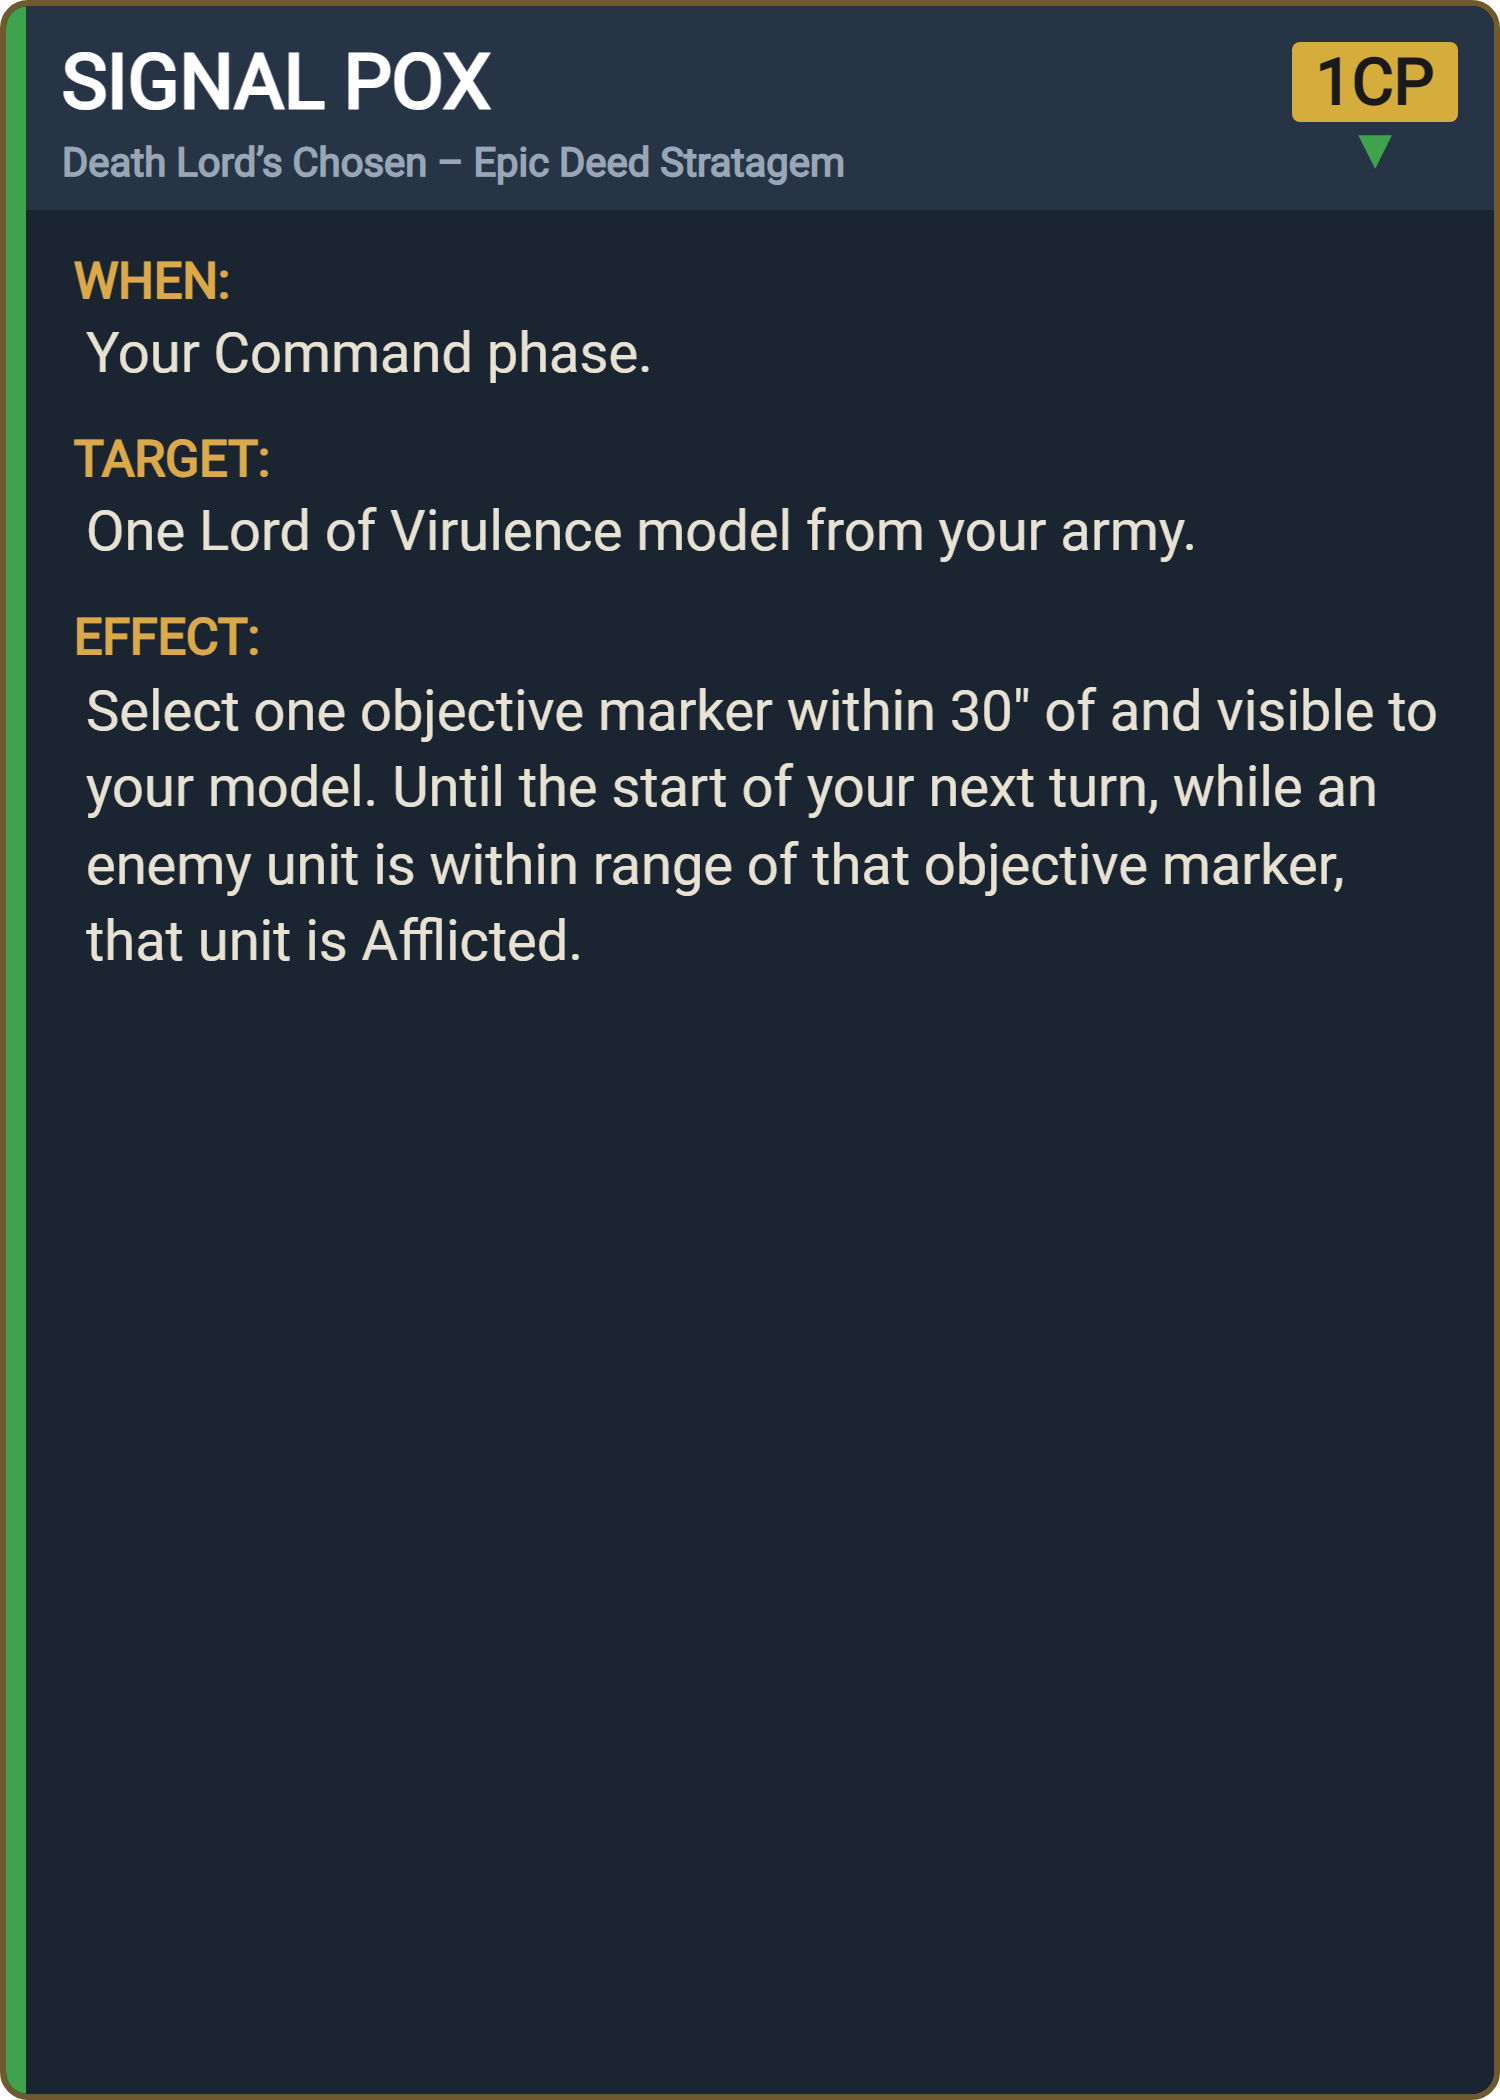 SIGNAL POX
1CP
Death Lord’s Chosen – Epic Deed Stratagem
WHEN:
Your Command phase.
TARGET:
One Lord of Virulence model from your army.
EFFECT:
Select one objective marker within 30" of and visible to
your model. Until the start of your next turn, while an
enemy unit is within range of that objective marker,
that unit is Afflicted.